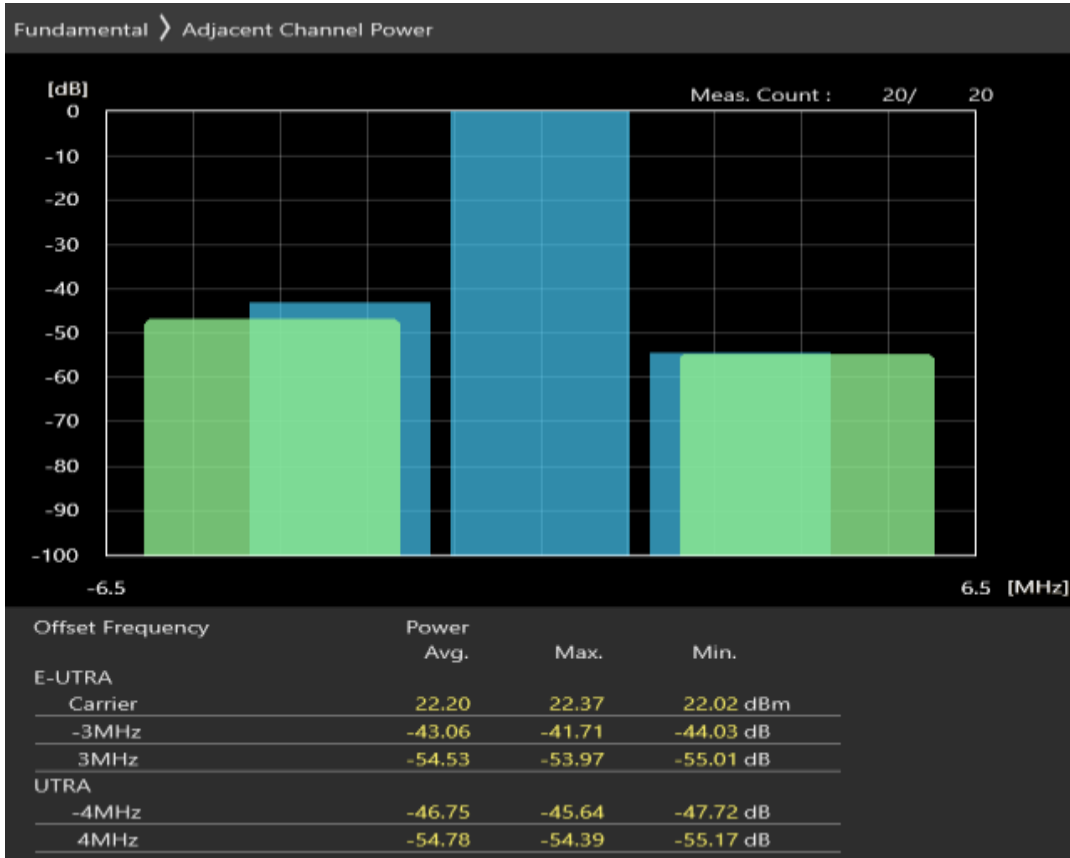 Fundamental 〉 Adjacent Channel Power
[dB]
Meas. Count : 20/ 20
0
-10
-20
-30
-40
-50
-60
-70
-80
-90
-100
-6.5 6.5 [MHz]
Offset Frequency Power
Avg. Max. Min.
E-UTRA
Carrier 22.20 22.37 22.02 dBm
-3MHz -43.06 -41.71 -44.03 dB
3MHz -54.53 -53.97 -55.01 dB
UTRA
-4MHz -46.75 -45.64 -47.72 dB
4MHz -54.78 -54.39 -55.17 dB